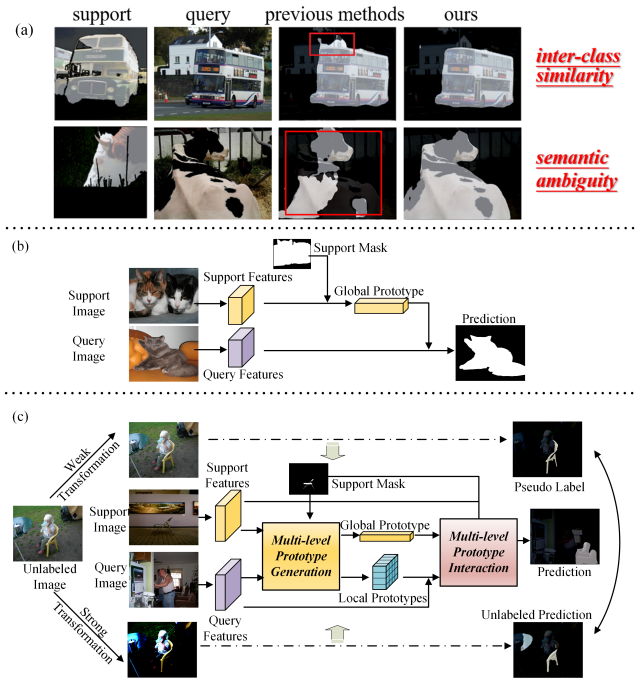 support query previous methods ours
(a)
inter-class
similarity
semantic
ambiguity
(b)
Support Mask
Support Features
Global Prototype
Support
Image
Prediction
Query
Image
Query Features
(c)
Weak
Transformation
Support
Features
Support Mask
Pseudo Label
Support
Image
Global Prototype
Multi-level
Prototype
Generation
Multi-level
Prototype
Interaction
Unlabeled
Image
Query
Image
Prediction
Local Prototypes
Strong
Transformation
Query
Features
Unlabeled Prediction